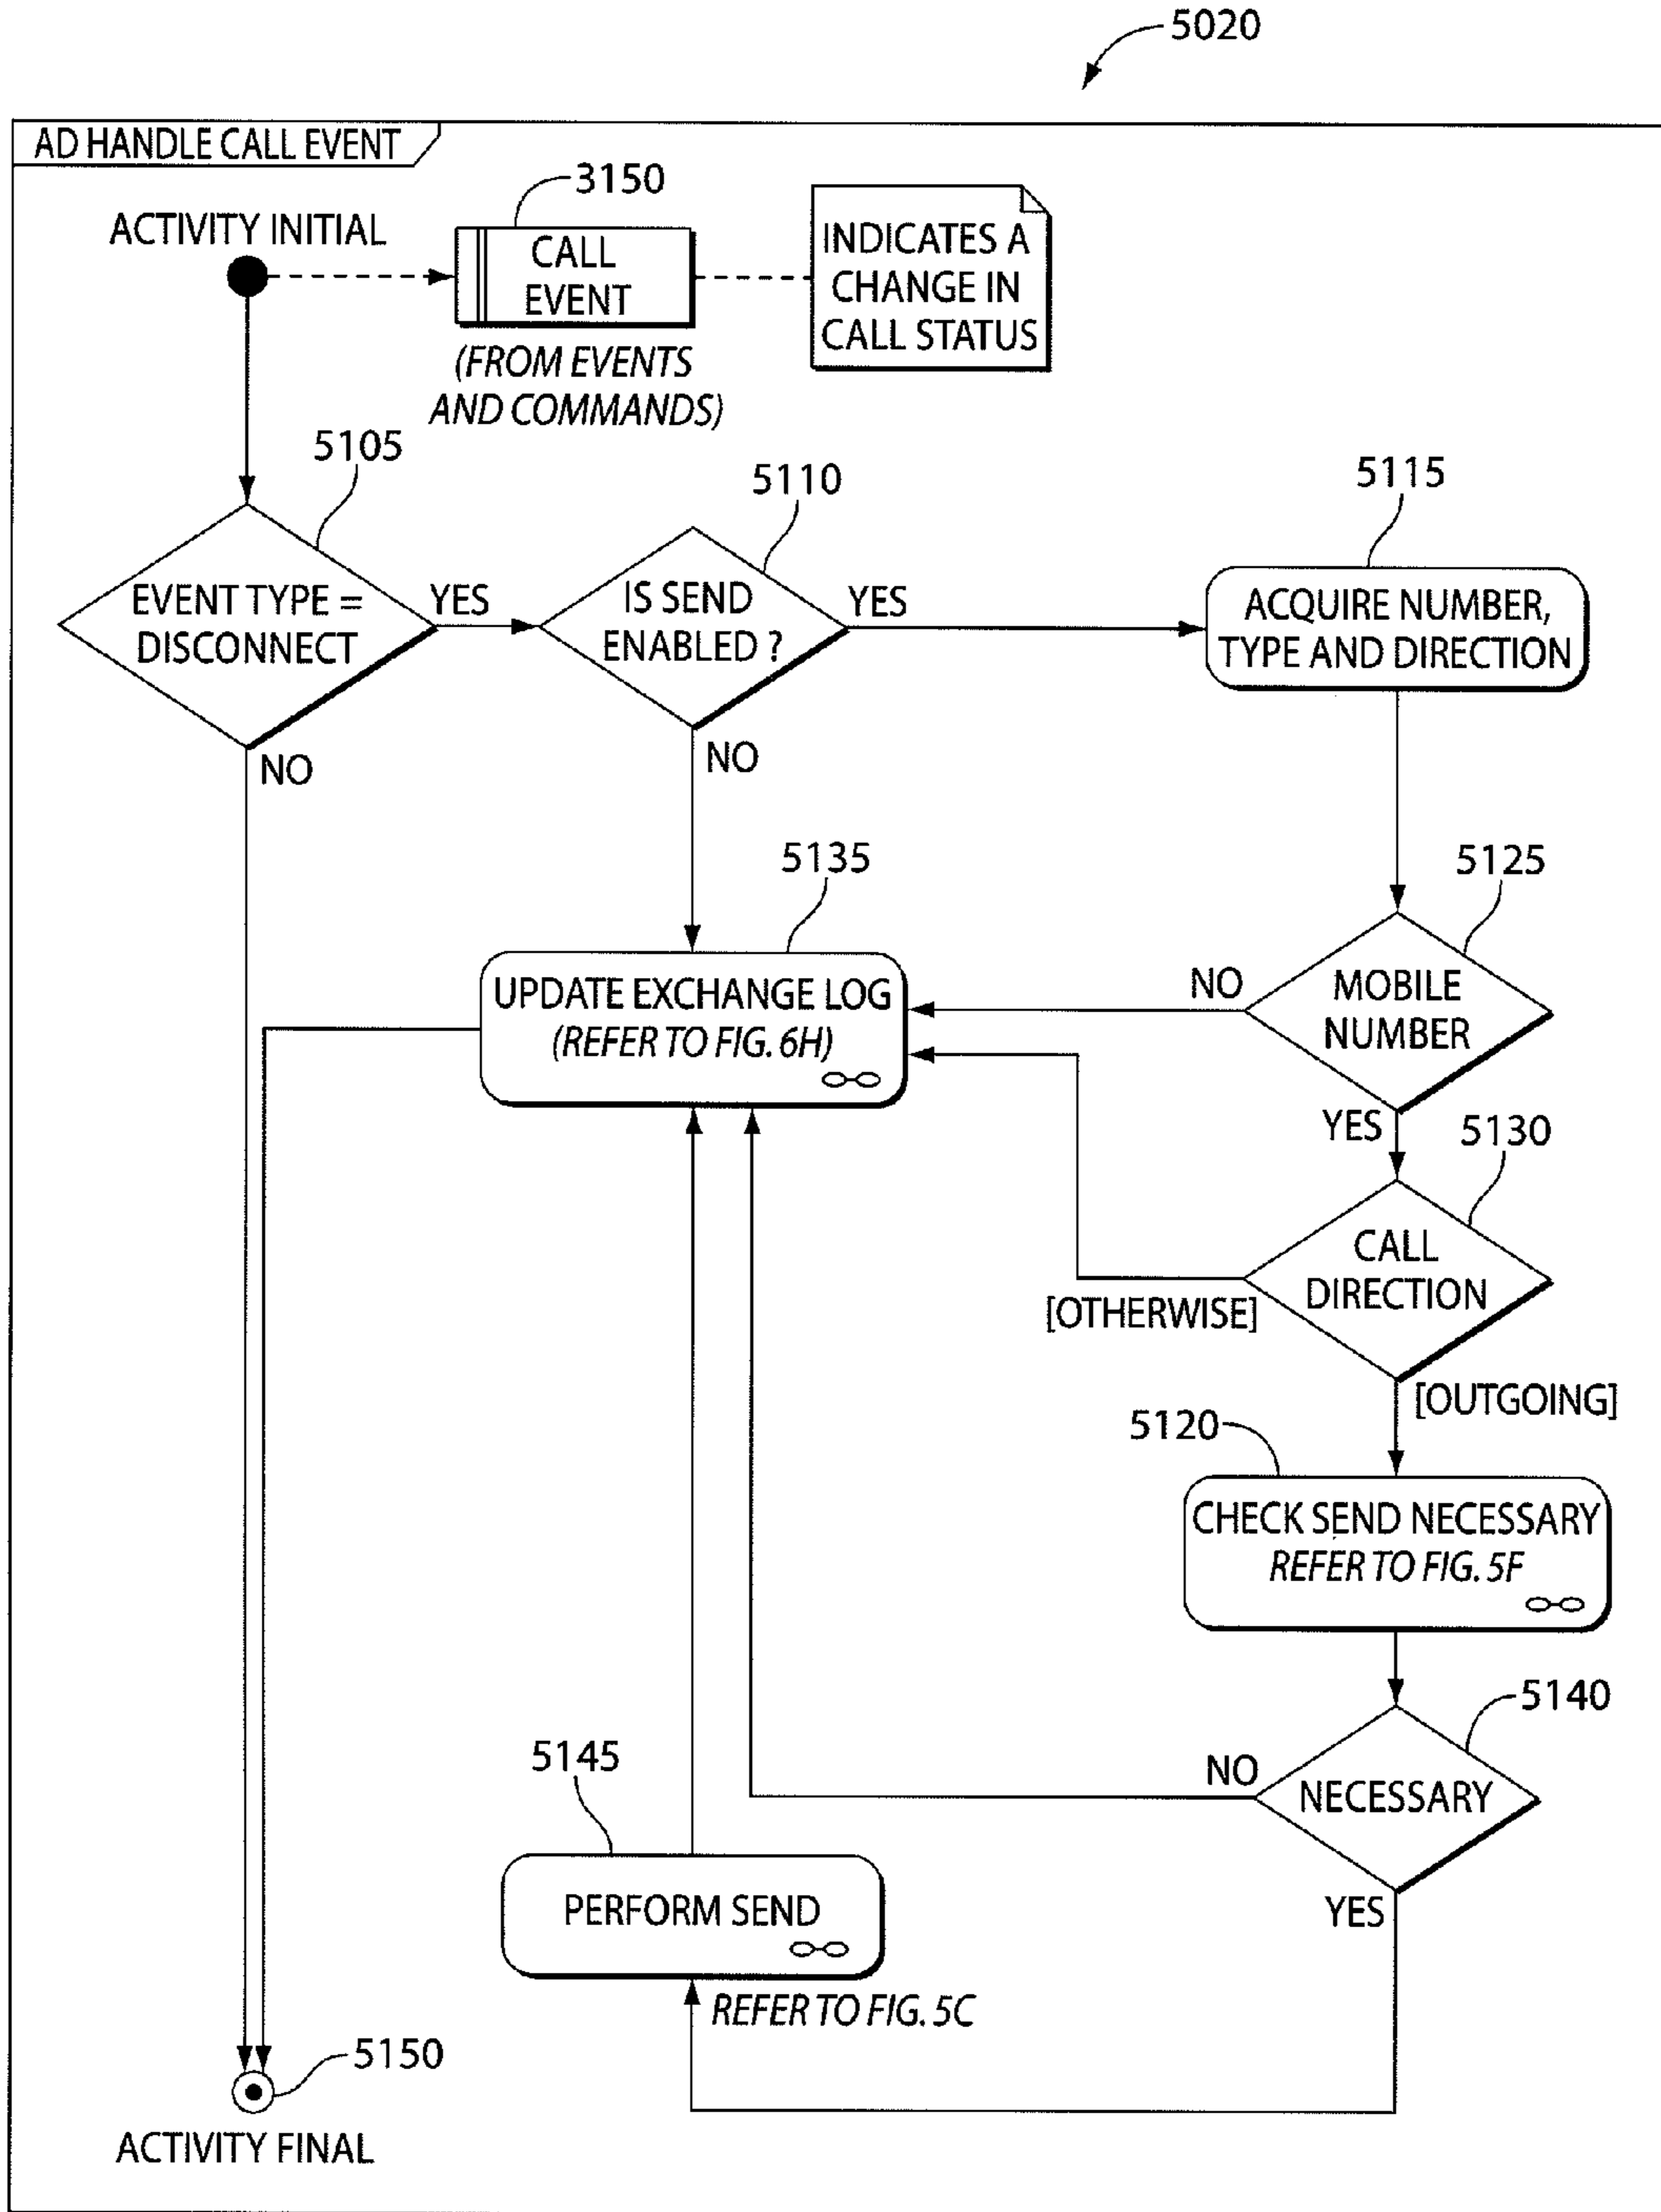 5020
AD HANDLE CALL EVENT
3150
ACTIVITY INITIAL
CALL
EVENT
INDICATES A
CHANGE IN
CALL STATUS
(FROM EVENTS
AND COMMANDS)
5105
5110
5115
EVENT TYPE =
DISCONNECT
YES
IS SEND
ENABLED ?
YES
ACQUIRE NUMBER,
TYPE AND DIRECTION
NO
NO
5135
5125
UPDATE EXCHANGE LOG
(REFER TO FIG. 6H)
NO
MOBILE
NUMBER
YES
5130
CALL
DIRECTION
[OTHERWISE]
[OUTGOING]
5120
CHECK SEND NECESSARY
REFER TO FIG. 5F
5140
5145
NO
NECESSARY
YES
PERFORM SEND
REFER TO FIG. 5C
5150
ACTIVITY FINAL